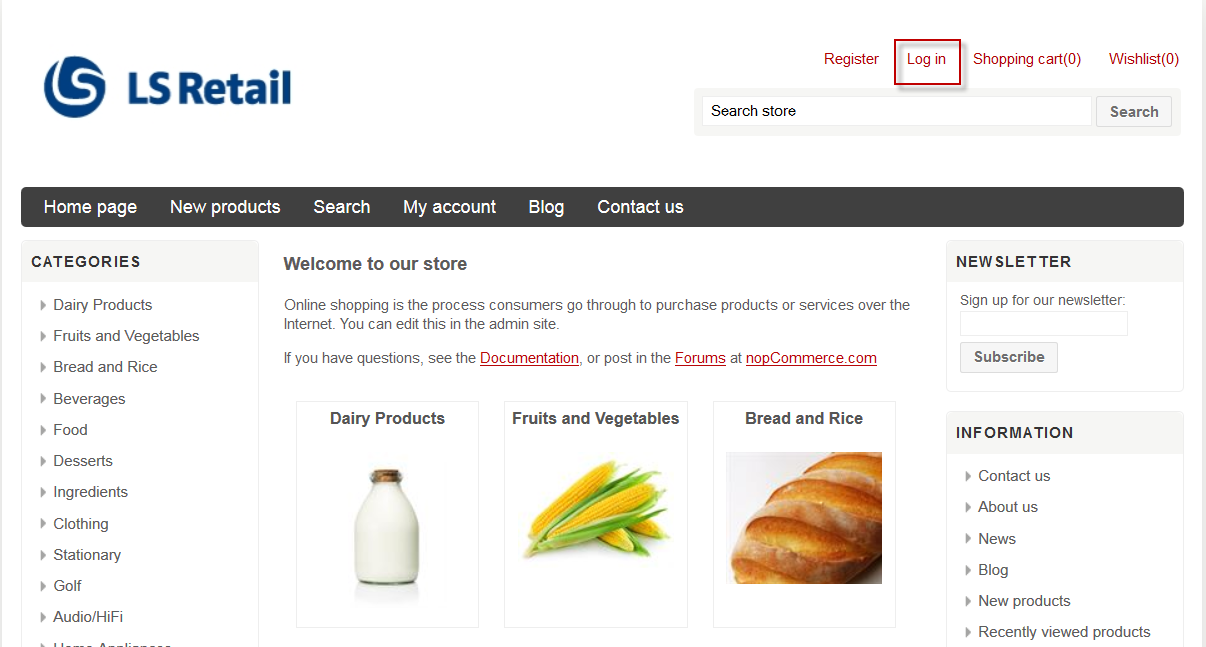 Register Log in Shopping cart(0) Wishlist(0)
LS Retail
Search store Search
Home page New products Search My account Blog Contact us
CATEGORIES
Dairy Products
Fruits and Vegetables
Bread and Rice
Beverages
Food
Desserts
Ingredients
Clothing
Stationary
Golf
Audio/HiFi
Home Appliances
Welcome to our store
Online shopping is the process consumers go through to purchase products or services over the
Internet. You can edit this in the admin site.
If you have questions, see the Documentation, or post in the Forums at nopCommerce.com
Dairy Products Fruits and Vegetables Bread and Rice
NEWSLETTER
Sign up for our newsletter:
Subscribe
INFORMATION
Contact us
About us
News
Blog
New products
Recently viewed products